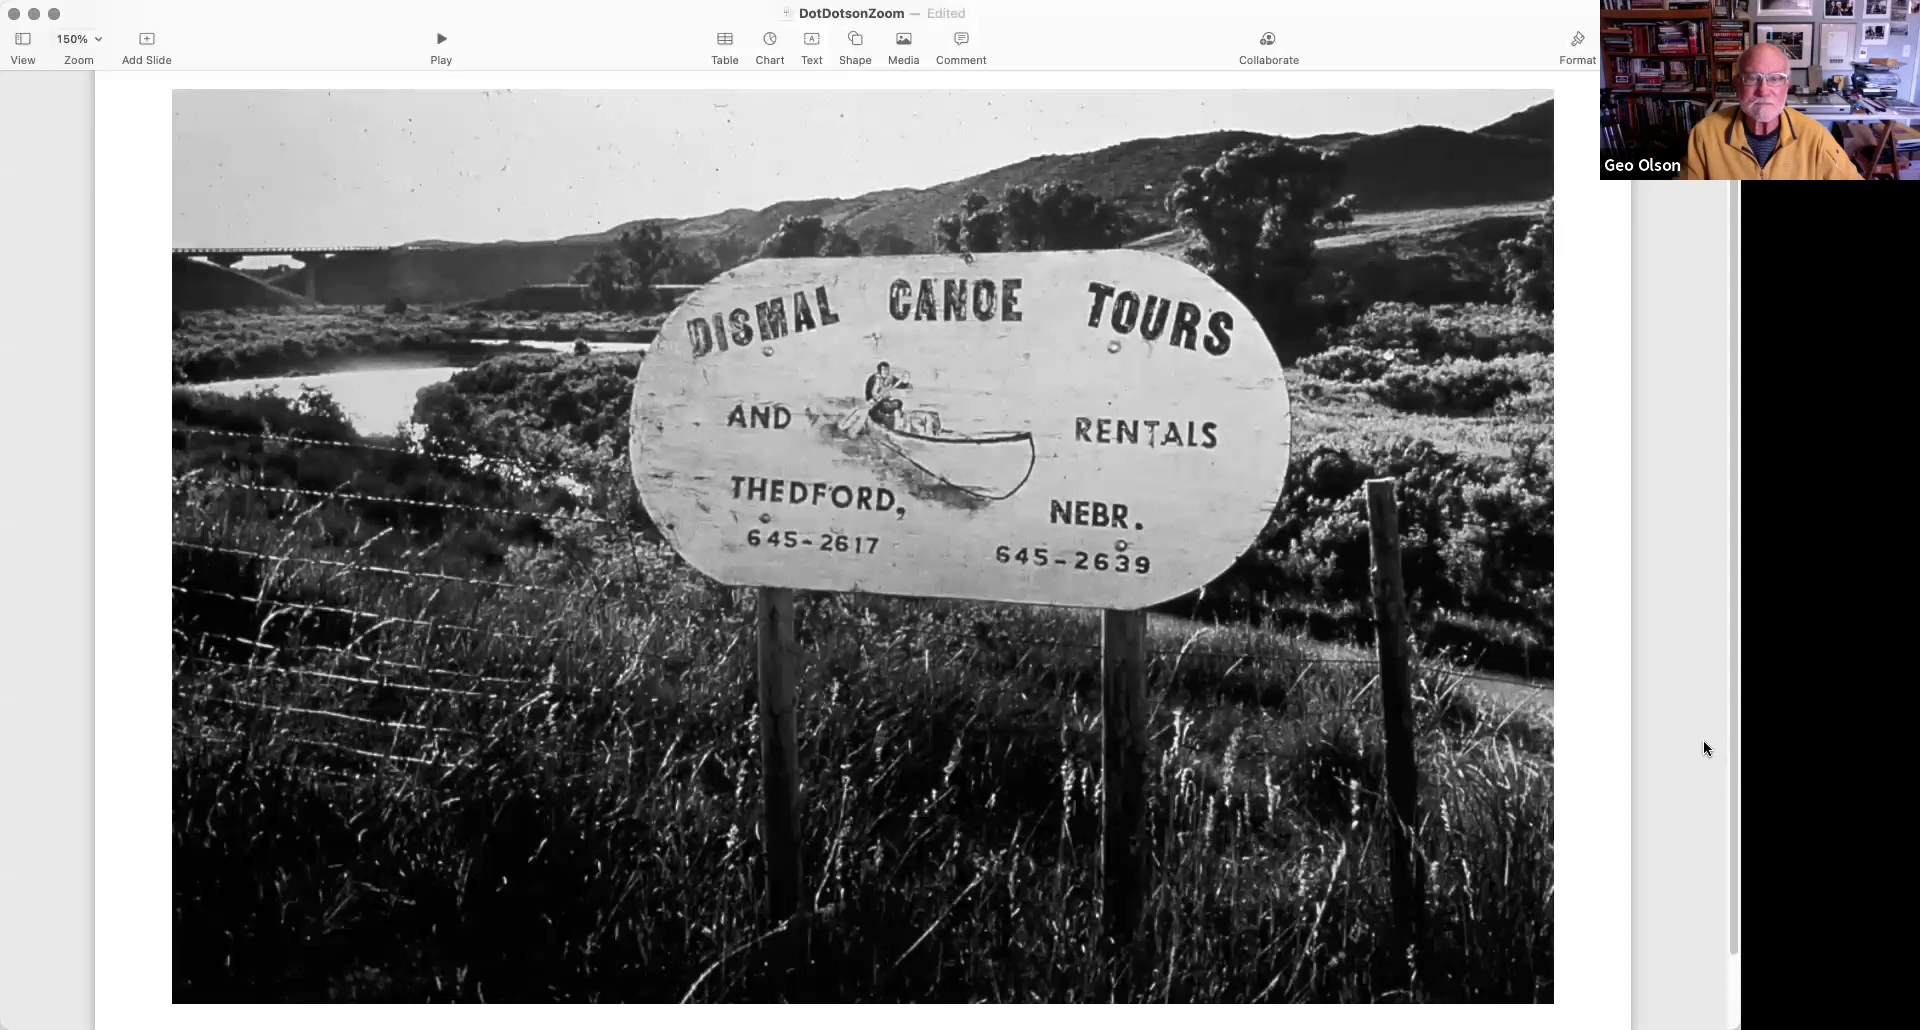 DotDotsonZoom — Edited
150%
View Zoom Add Slide Play Table Chart Text Shape Media Comment Collaborate Format
Geo Olson
DISMAL CANOE TOURS
AND RENTALS
THEDFORD, NEBR.
645-2617 645-2639